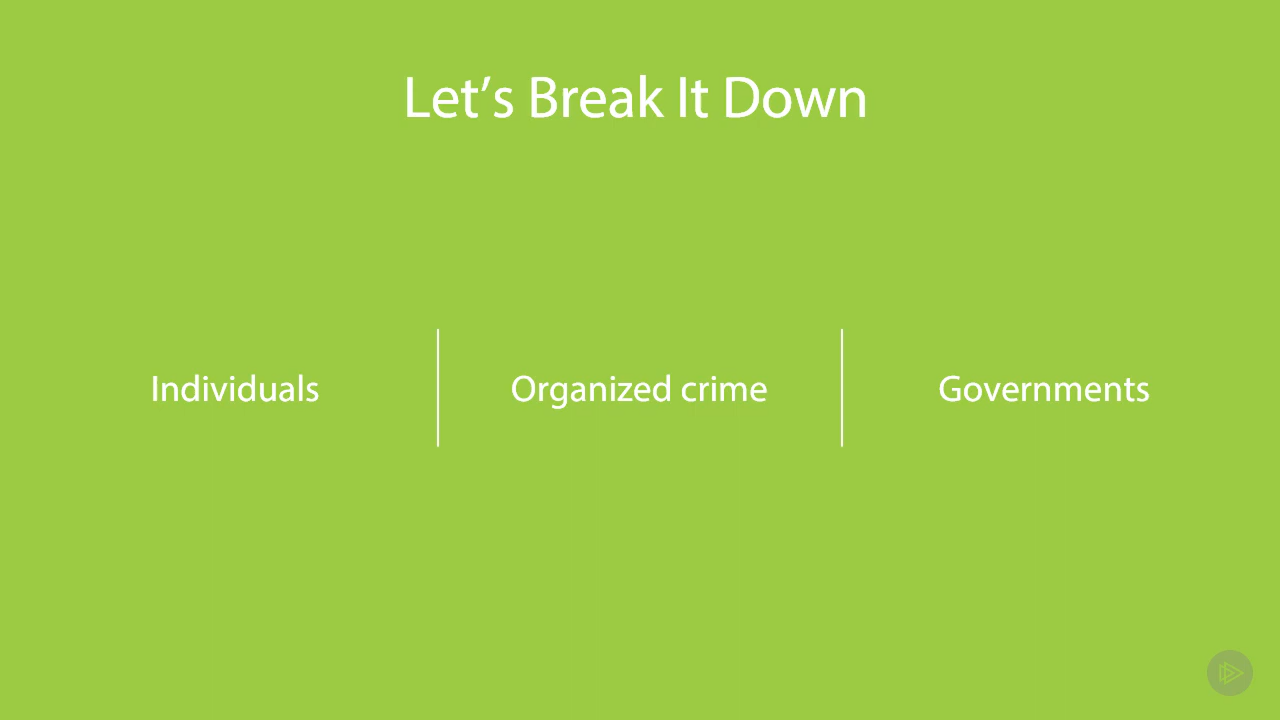 Let’s Break It Down
Individuals
Organized crime
Governments